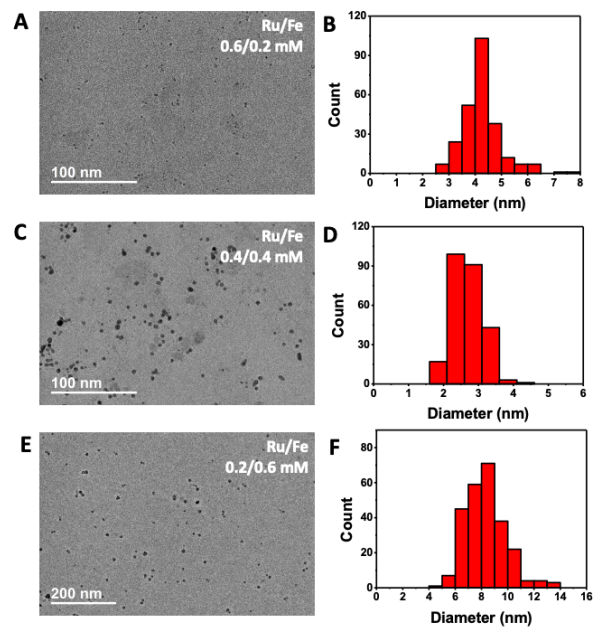 A
Ru/Fe
0.6/0.2 mM
100 nm
B
120
90
60
30
0
0 1 2 3 4 5 6 7 8
Count
Diameter (nm)
C
Ru/Fe
0.4/0.4 mM
100 nm
D
120
90
60
30
0
0 1 2 3 4 5 6
Count
Diameter (nm)
E
Ru/Fe
0.2/0.6 mM
200 nm
F
80
60
40
20
0
0 2 4 6 8 10 12 14 16
Count
Diameter (nm)